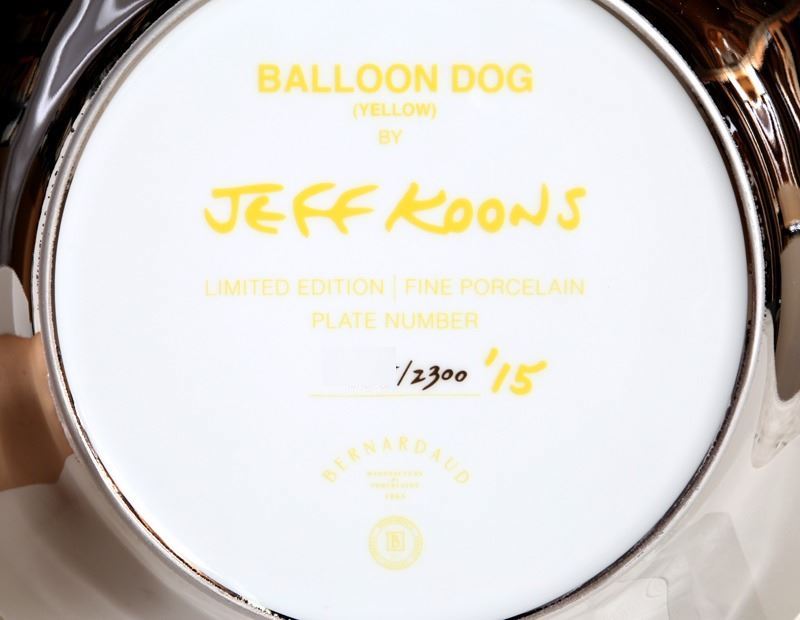 BALLOON DOG
(YELLOW)
BY
JEFF KOONS
LIMITED EDITION | FINE PORCELAIN
PLATE NUMBER
/2300 '15
BERNARDAUD